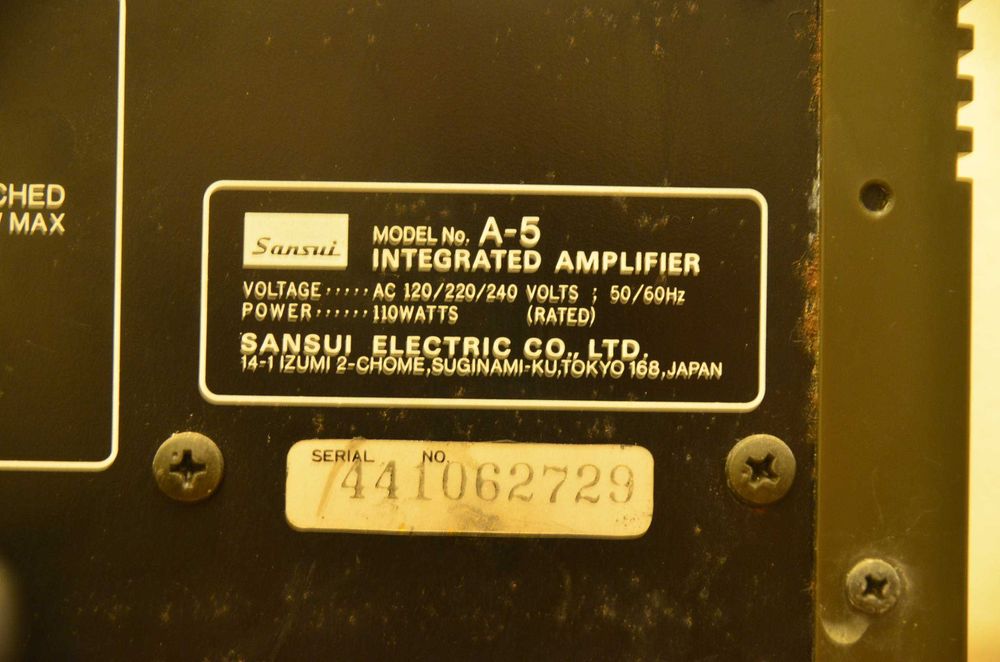 CHED
MAX
Sansui
MODEL No. A-5
INTEGRATED AMPLIFIER
VOLTAGE ····· AC 120/220/240 VOLTS ; 50/60Hz
POWER ······ 110WATTS (RATED)
SANSUI ELECTRIC CO., LTD.
14-1 IZUMI 2-CHOME, SUGINAMI-KU, TOKYO 168, JAPAN
SERIAL NO.
441062729